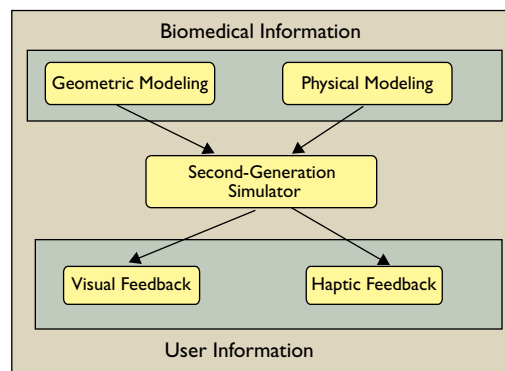 Biomedical Information
Geometric Modeling
Physical Modeling
Second-Generation
Simulator
Visual Feedback
Haptic Feedback
User Information